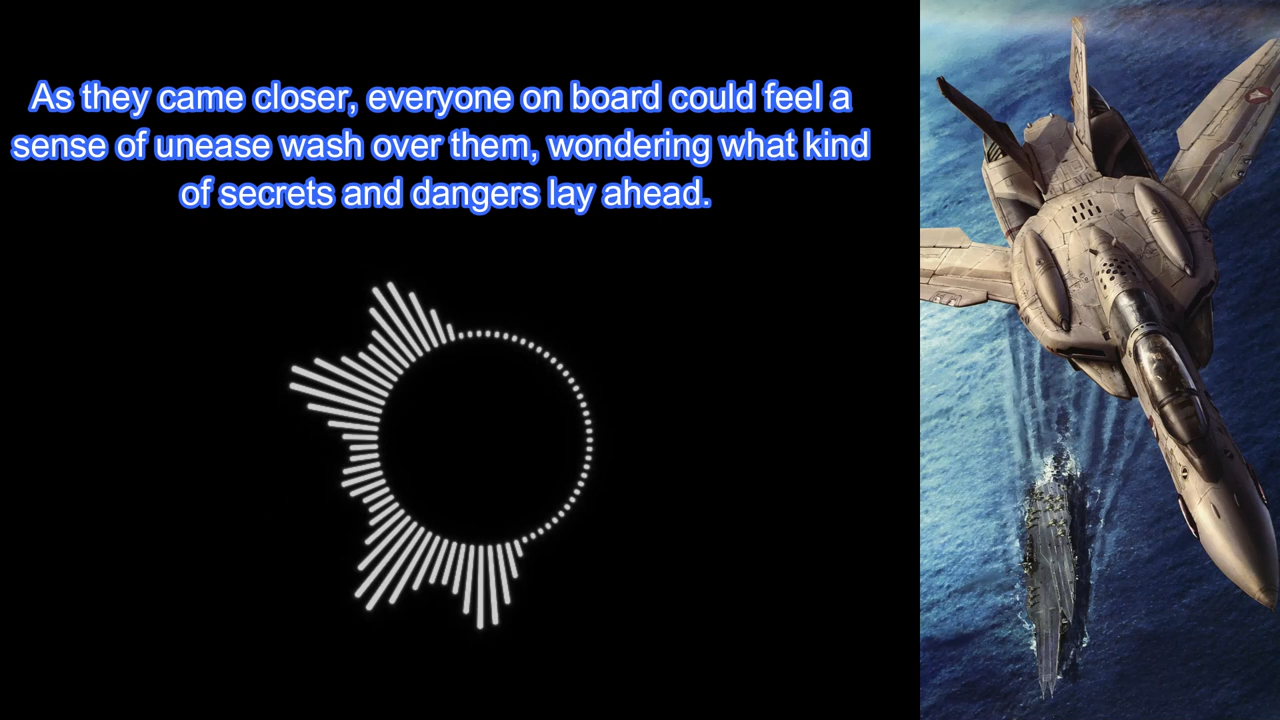 As they came closer, everyone on board could feel a
sense of unease wash over them, wondering what kind
of secrets and dangers lay ahead.